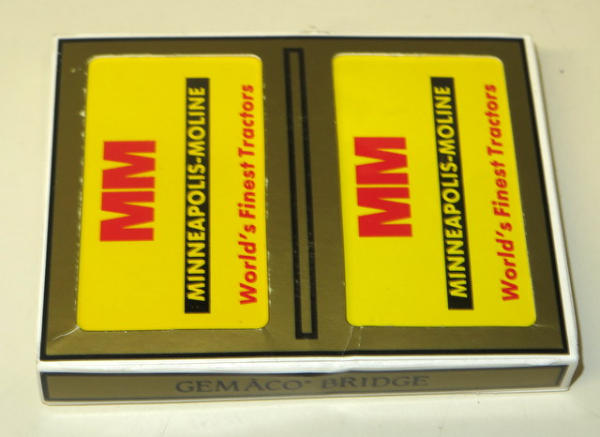 MM
MINNEAPOLIS-MOLINE
World's Finest Tractors
MM
MINNEAPOLIS-MOLINE
World's Finest Tractors
GEMACO® BRIDGE